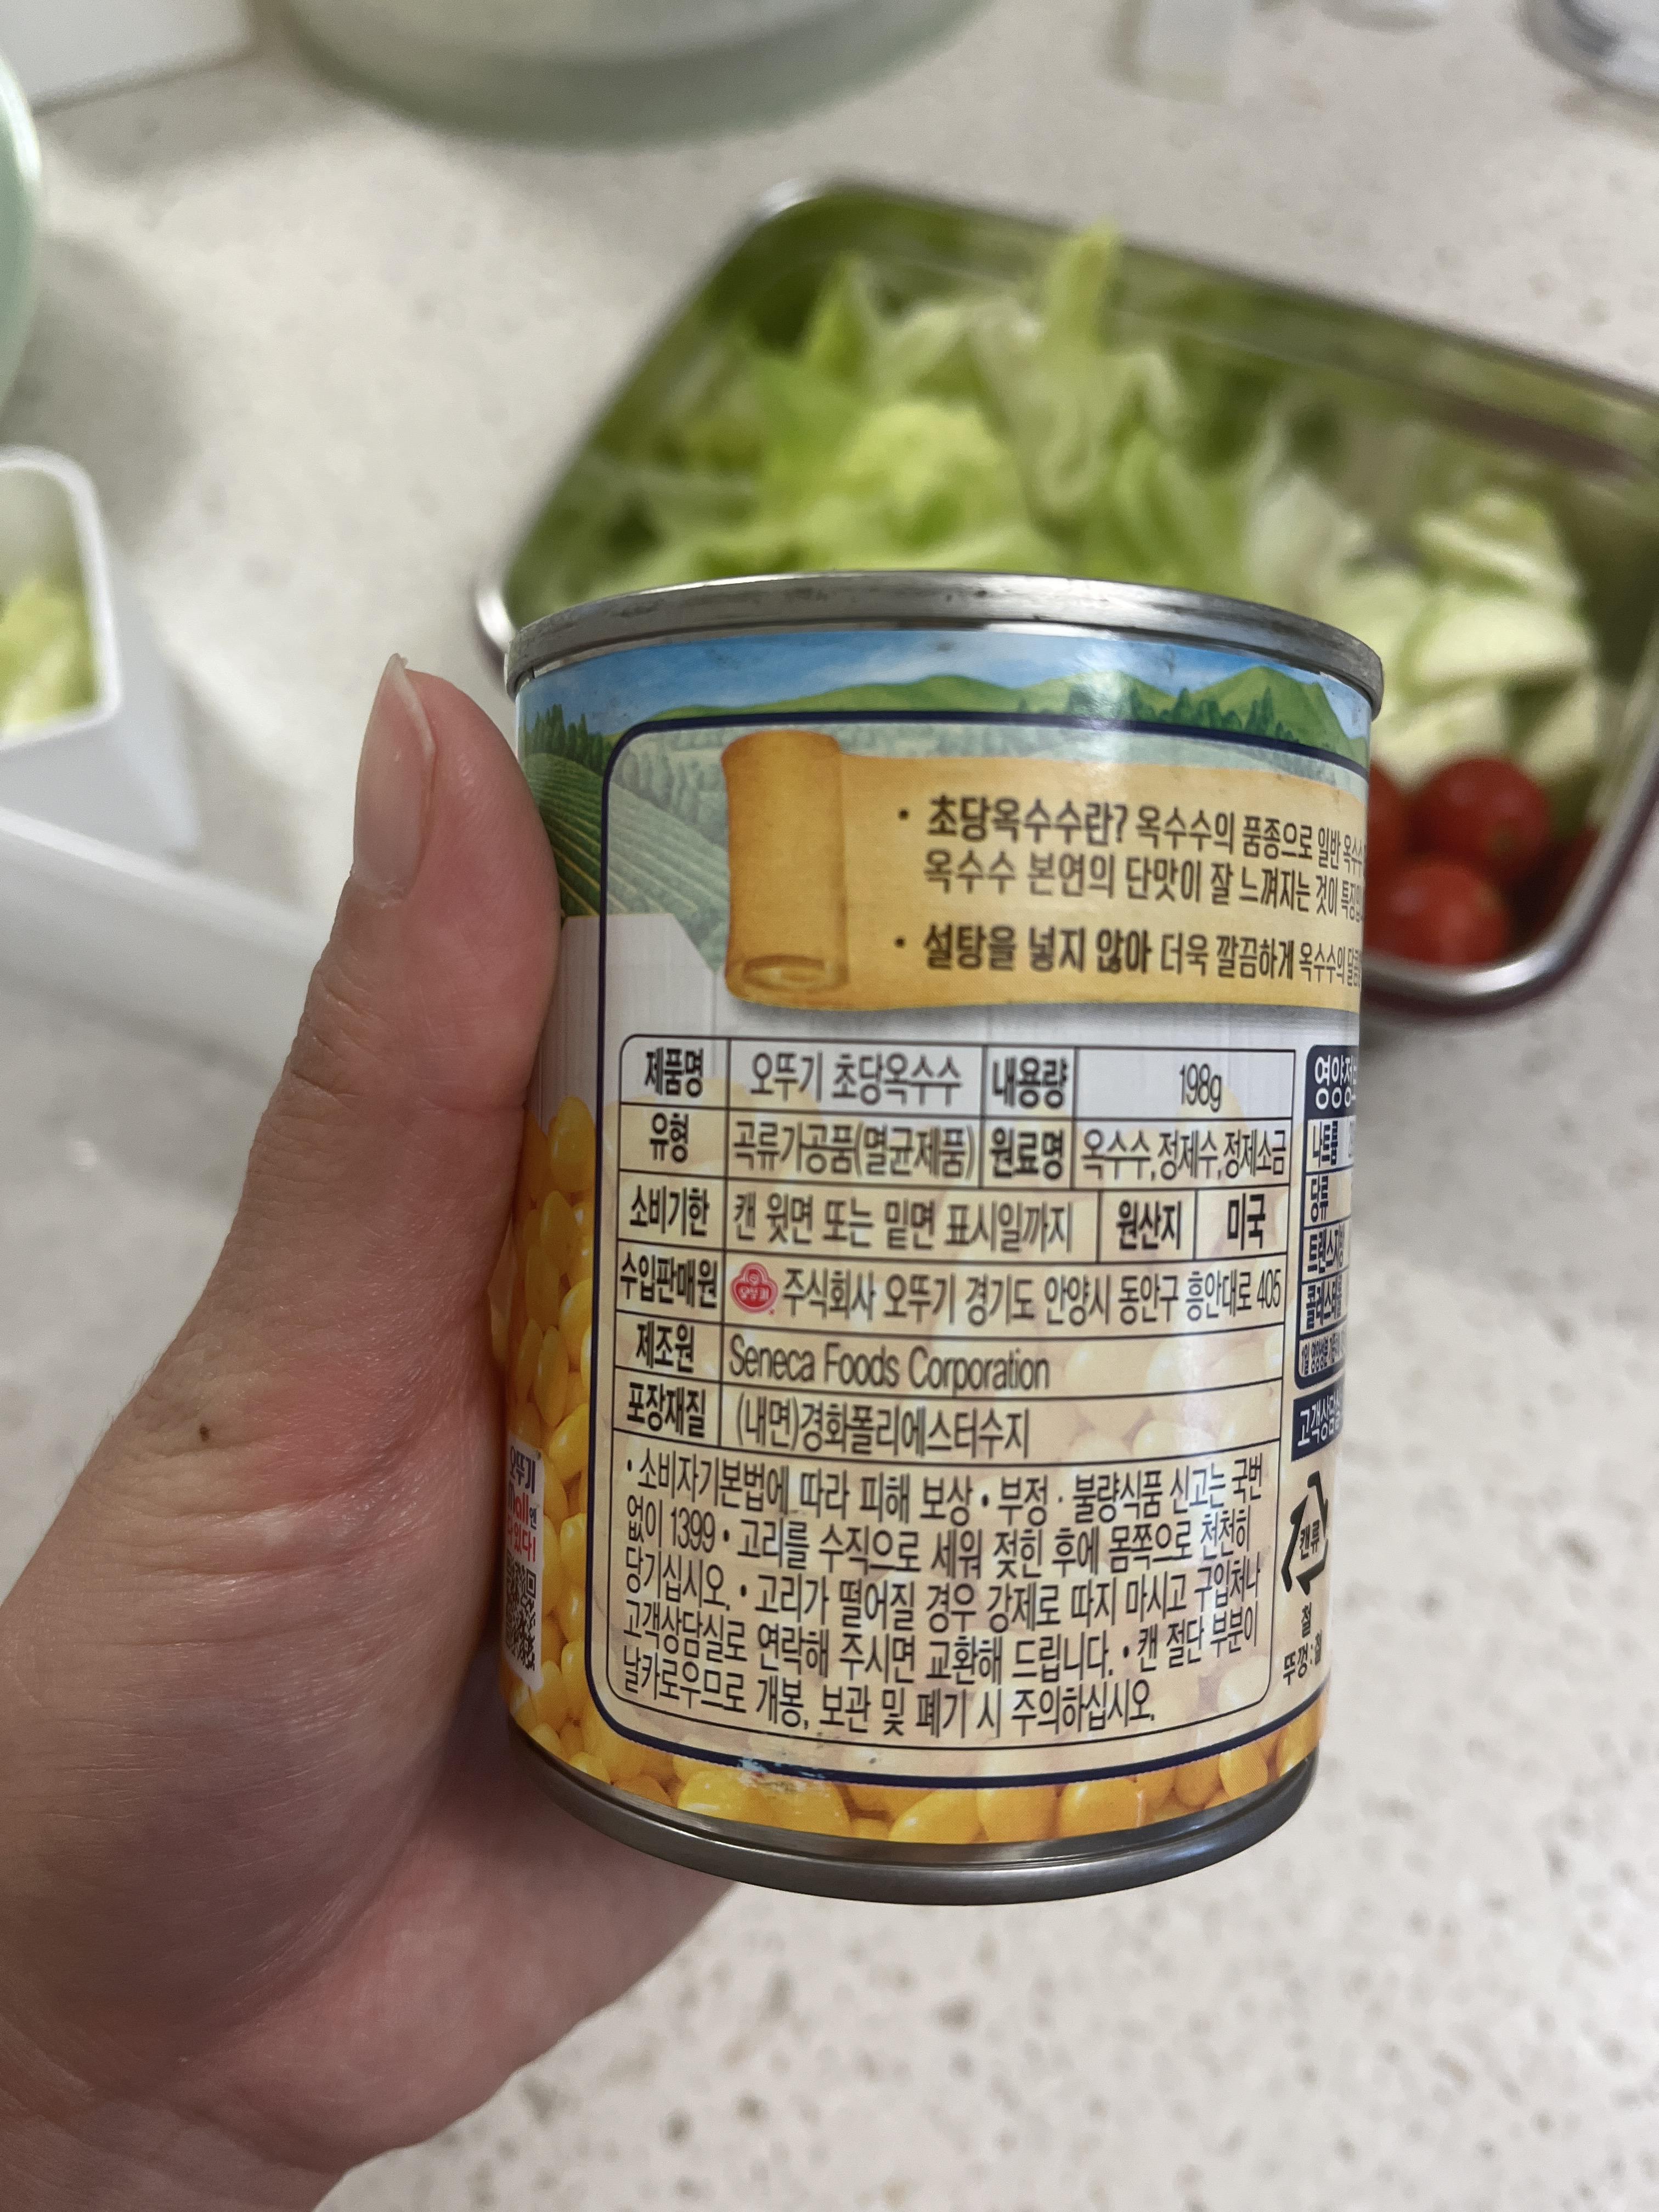 • 초당옥수수란? 옥수수의 품종으로 일반
옥수수 본연의 단맛이 잘 느껴지는 것이
• 설탕을 넣지 않아 더욱 깔끔하게 옥수수의
제품명 오뚜기 초당옥수수 내용량 198g
유형 곡류가공품(멸균제품) 원료명 옥수수,정제수,정제소금
소비기한 캔 윗면 또는 밑면 표시일까지 원산지 미국
수입판매원 주식회사 오뚜기 경기도 안양시 동안구 흥안대로 405
제조원 Seneca Foods Corporation
포장재질 (내면)경화폴리에스터수지
• 소비자기본법에 따라 피해 보상 • 부정 · 불량식품 신고는 국번
없이 1399 • 고리를 수직으로 세워 젖힌 후에 몸쪽으로 천천히
당기십시오. • 고리가 떨어질 경우 강제로 따지 마시고 구입처나
고객상담실로 연락해 주시면 교환해 드립니다. • 캔 절단 부분이
날카로우므로 개봉, 보관 및 폐기 시 주의하십시오.
나트륨
당류
캔류
철
뚜껑:철
오뚜기